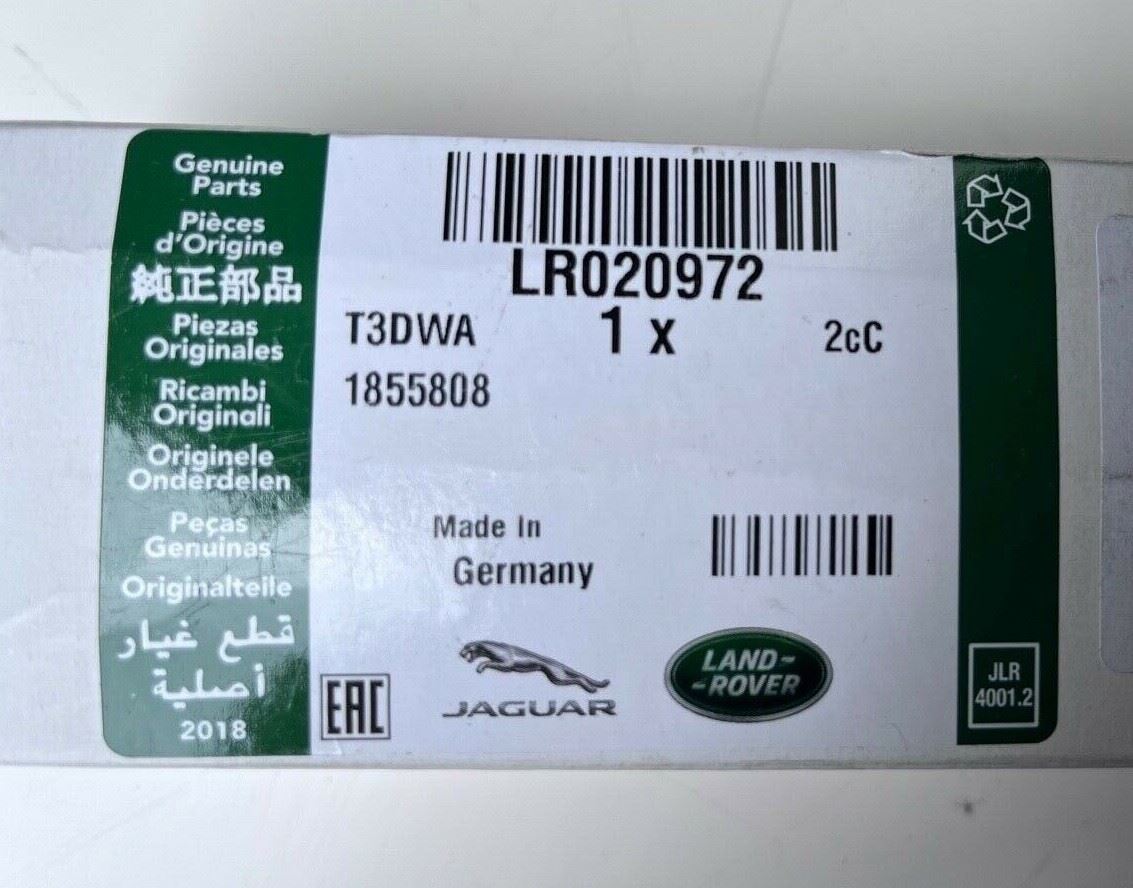 Genuine
Parts
Pièces
d'Origine
純正部品
Piezas
Originales
Ricambi
Originali
Originele
Onderdelen
Peças
Genuinas
Originalteile
قطع غيار
أصلية
2018
LR020972
T3DWA 1 x 2cC
1855808
Made In
Germany
EAC
JAGUAR
LAND-
-ROVER
JLR
4001.2